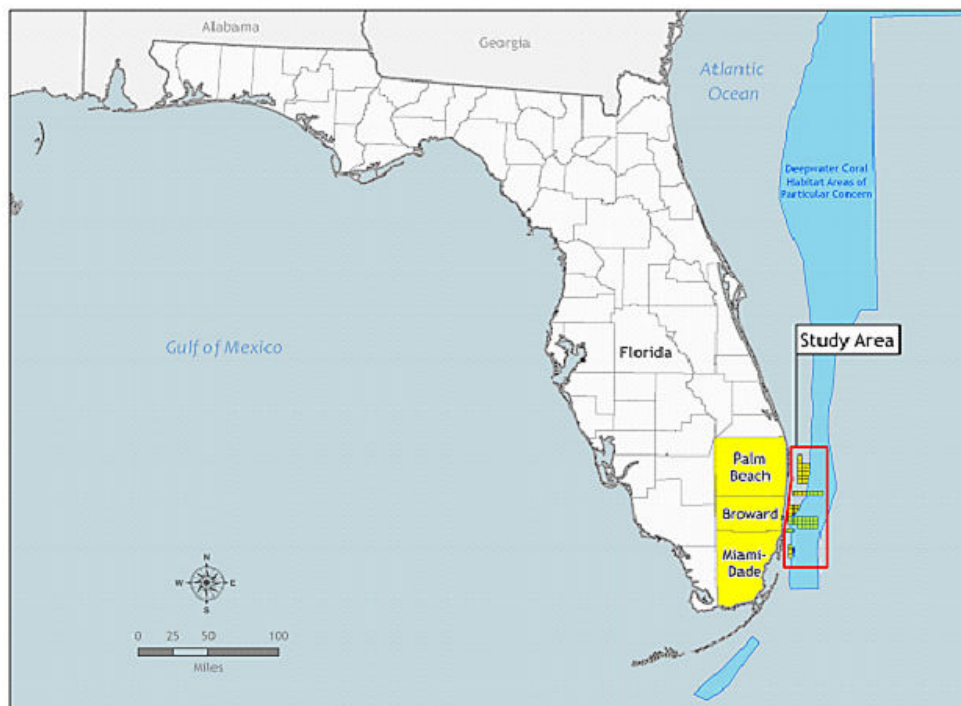 Alabama
Georgia
Atlantic
Ocean
Deepwater Coral
Habitat Areas of
Particular Concern
Study Area
Gulf of Mexico
Florida
Palm
Beach
Broward
Miami-
Dade
N
W E
S
0 25 50 100
Miles